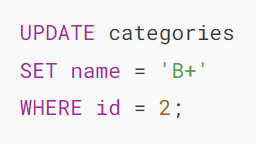 UPDATE categories
SET name = 'B+'
WHERE id = 2;